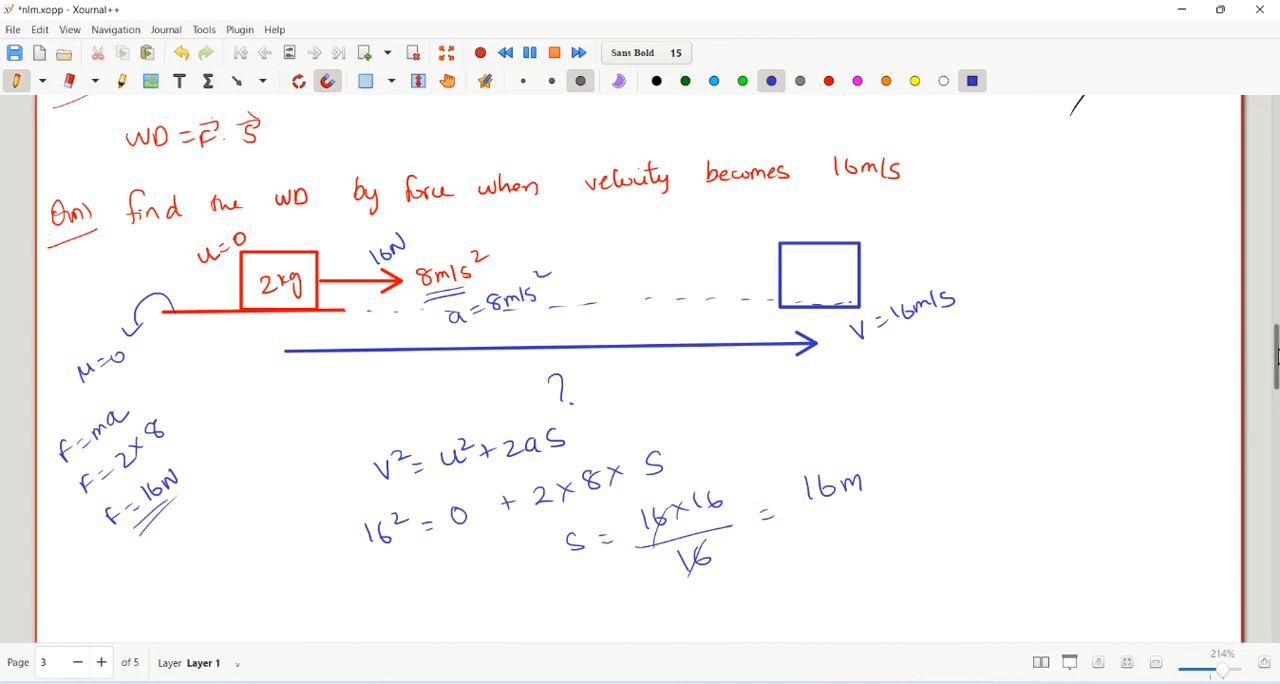 *nlm.xopp - Xournal++
File Edit View Navigation Journal Tools Plugin Help
Sans Bold 15
WD = F. S
Qm) find the WD by force when velocity becomes 16m/s
u=0
2kg
16N
8m/s²
a=8m/s²
v=16m/s
μ=0
?
F=ma
F=2×8
F=16N
v²=u²+2aS
16² = 0 + 2×8× S
S = 16×16 = 16m
16
Page 3 of 5 Layer Layer 1
214%